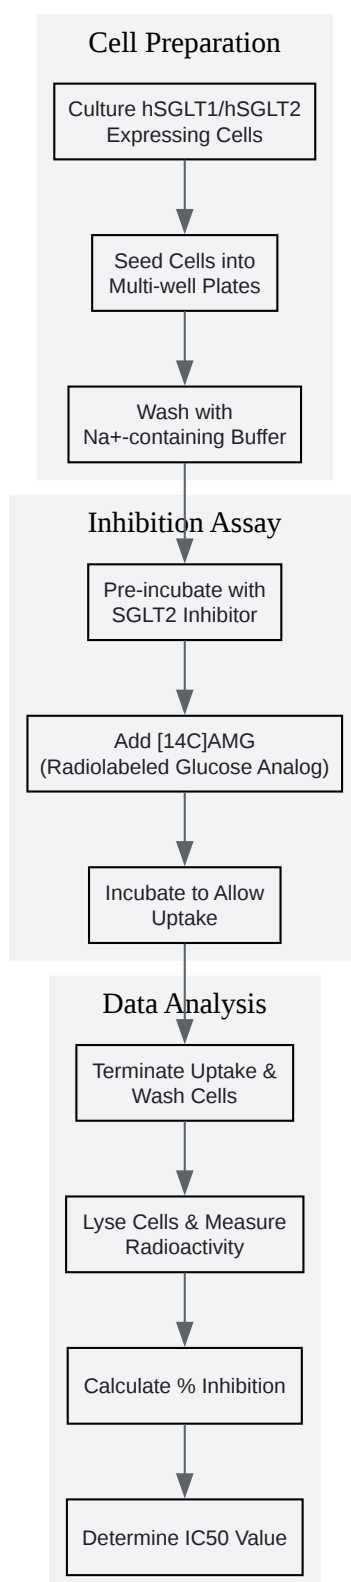 Cell Preparation
Culture hSGLT1/hSGLT2
Expressing Cells
Seed Cells into
Multi-well Plates
Wash with
Na+-containing Buffer
Inhibition Assay
Pre-incubate with
SGLT2 Inhibitor
Add [14C]AMG
(Radiolabeled Glucose Analog)
Incubate to Allow
Uptake
Data Analysis
Terminate Uptake &
Wash Cells
Lyse Cells & Measure
Radioactivity
Calculate % Inhibition
Determine IC50 Value